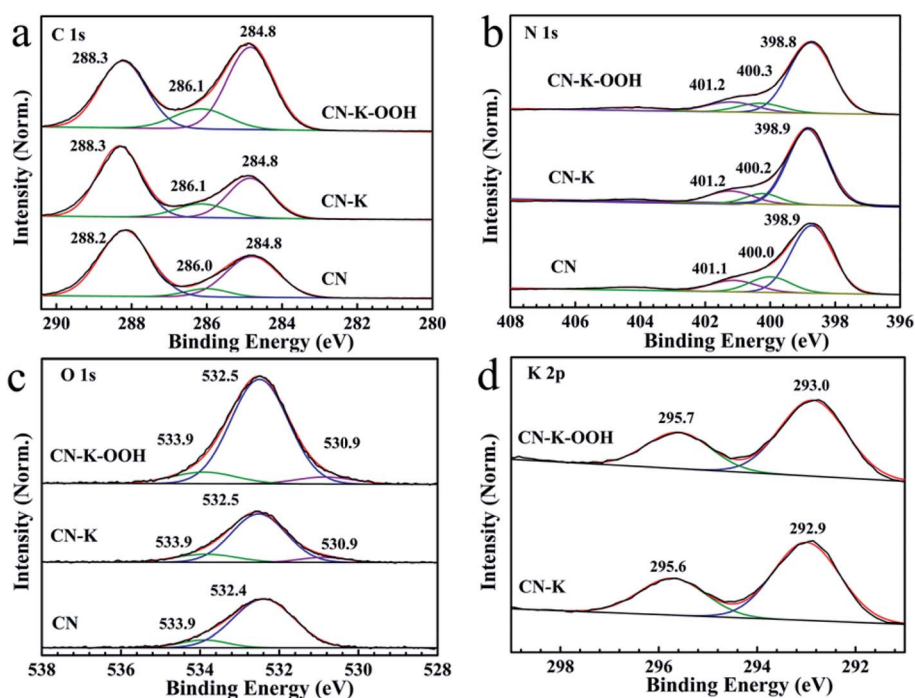 a
C 1s
288.3
286.1
284.8
CN-K-OOH
288.3
286.1
284.8
CN-K
288.2
286.0
284.8
CN
290 288 286 284 282 280
Binding Energy (eV)
Intensity (Norm.)
b
N 1s
CN-K-OOH
401.2
400.3
398.8
CN-K
401.2
400.2
398.9
CN
401.1
400.0
398.9
408 406 404 402 400 398 396
Binding Energy (eV)
Intensity (Norm.)
c
O 1s
532.5
533.9
530.9
CN-K-OOH
532.5
CN-K
533.9
530.9
532.4
CN
533.9
538 536 534 532 530 528
Binding Energy (eV)
Intensity (Norm.)
d
K 2p
CN-K-OOH
295.7
293.0
CN-K
295.6
292.9
298 296 294 292
Binding Energy (eV)
Intensity (Norm.)